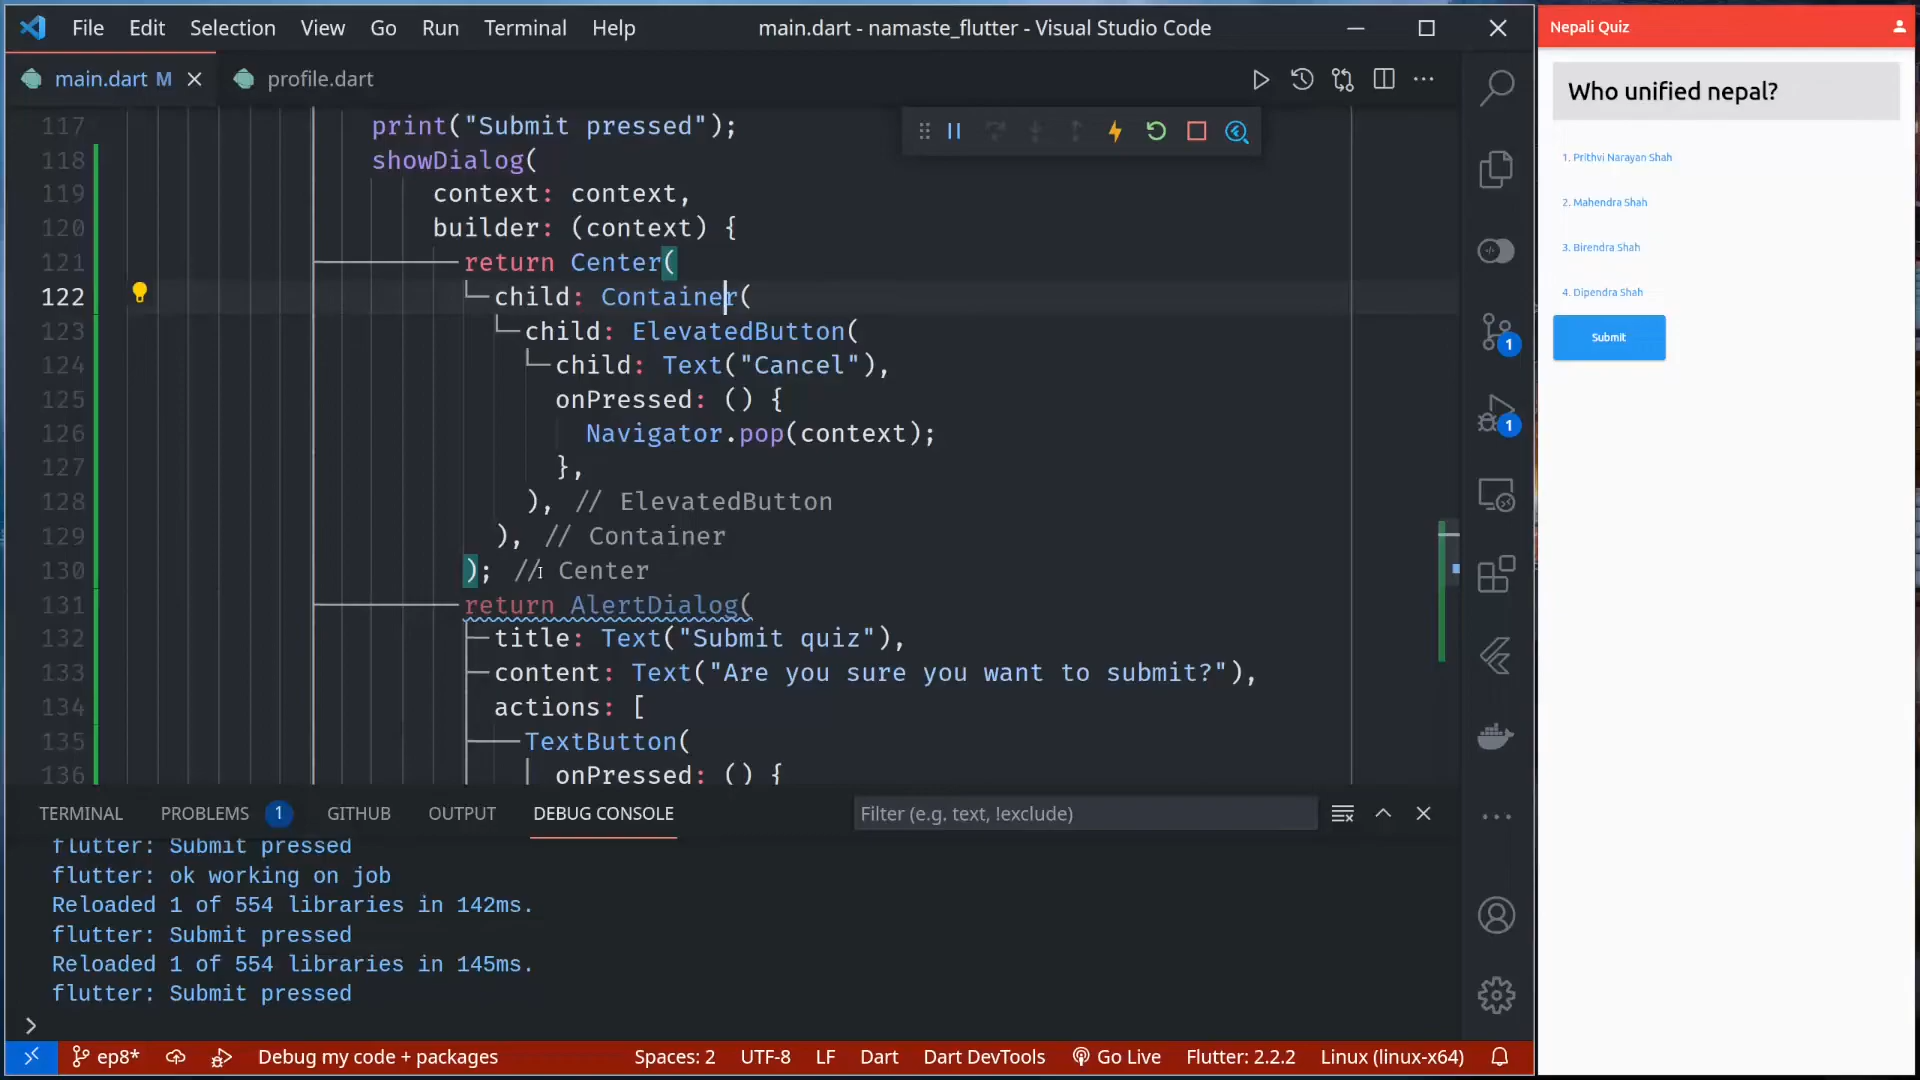 File Edit Selection View Go Run Terminal Help main.dart - namaste_flutter - Visual Studio Code
main.dart M profile.dart
117 print("Submit pressed");
118 showDialog(
119 context: context,
120 builder: (context) {
121 return Center(
122 child: Container(
123 child: ElevatedButton(
124 child: Text("Cancel"),
125 onPressed: () {
126 Navigator.pop(context);
127 },
128 ), // ElevatedButton
129 ), // Container
130 ); // Center
131 return AlertDialog(
132 title: Text("Submit quiz"),
133 content: Text("Are you sure you want to submit?"),
134 actions: [
135 TextButton(
136 onPressed: () {
1
1
TERMINAL PROBLEMS 1 GITHUB OUTPUT DEBUG CONSOLE Filter (e.g. text, !exclude)
flutter: Submit pressed
flutter: ok working on job
Reloaded 1 of 554 libraries in 142ms.
flutter: Submit pressed
Reloaded 1 of 554 libraries in 145ms.
flutter: Submit pressed
ep8* Debug my code + packages Spaces: 2 UTF-8 LF Dart Dart DevTools Go Live Flutter: 2.2.2 Linux (linux-x64)
Nepali Quiz
Who unified nepal?
1. Prithvi Narayan Shah
2. Mahendra Shah
3. Birendra Shah
4. Dipendra Shah
Submit